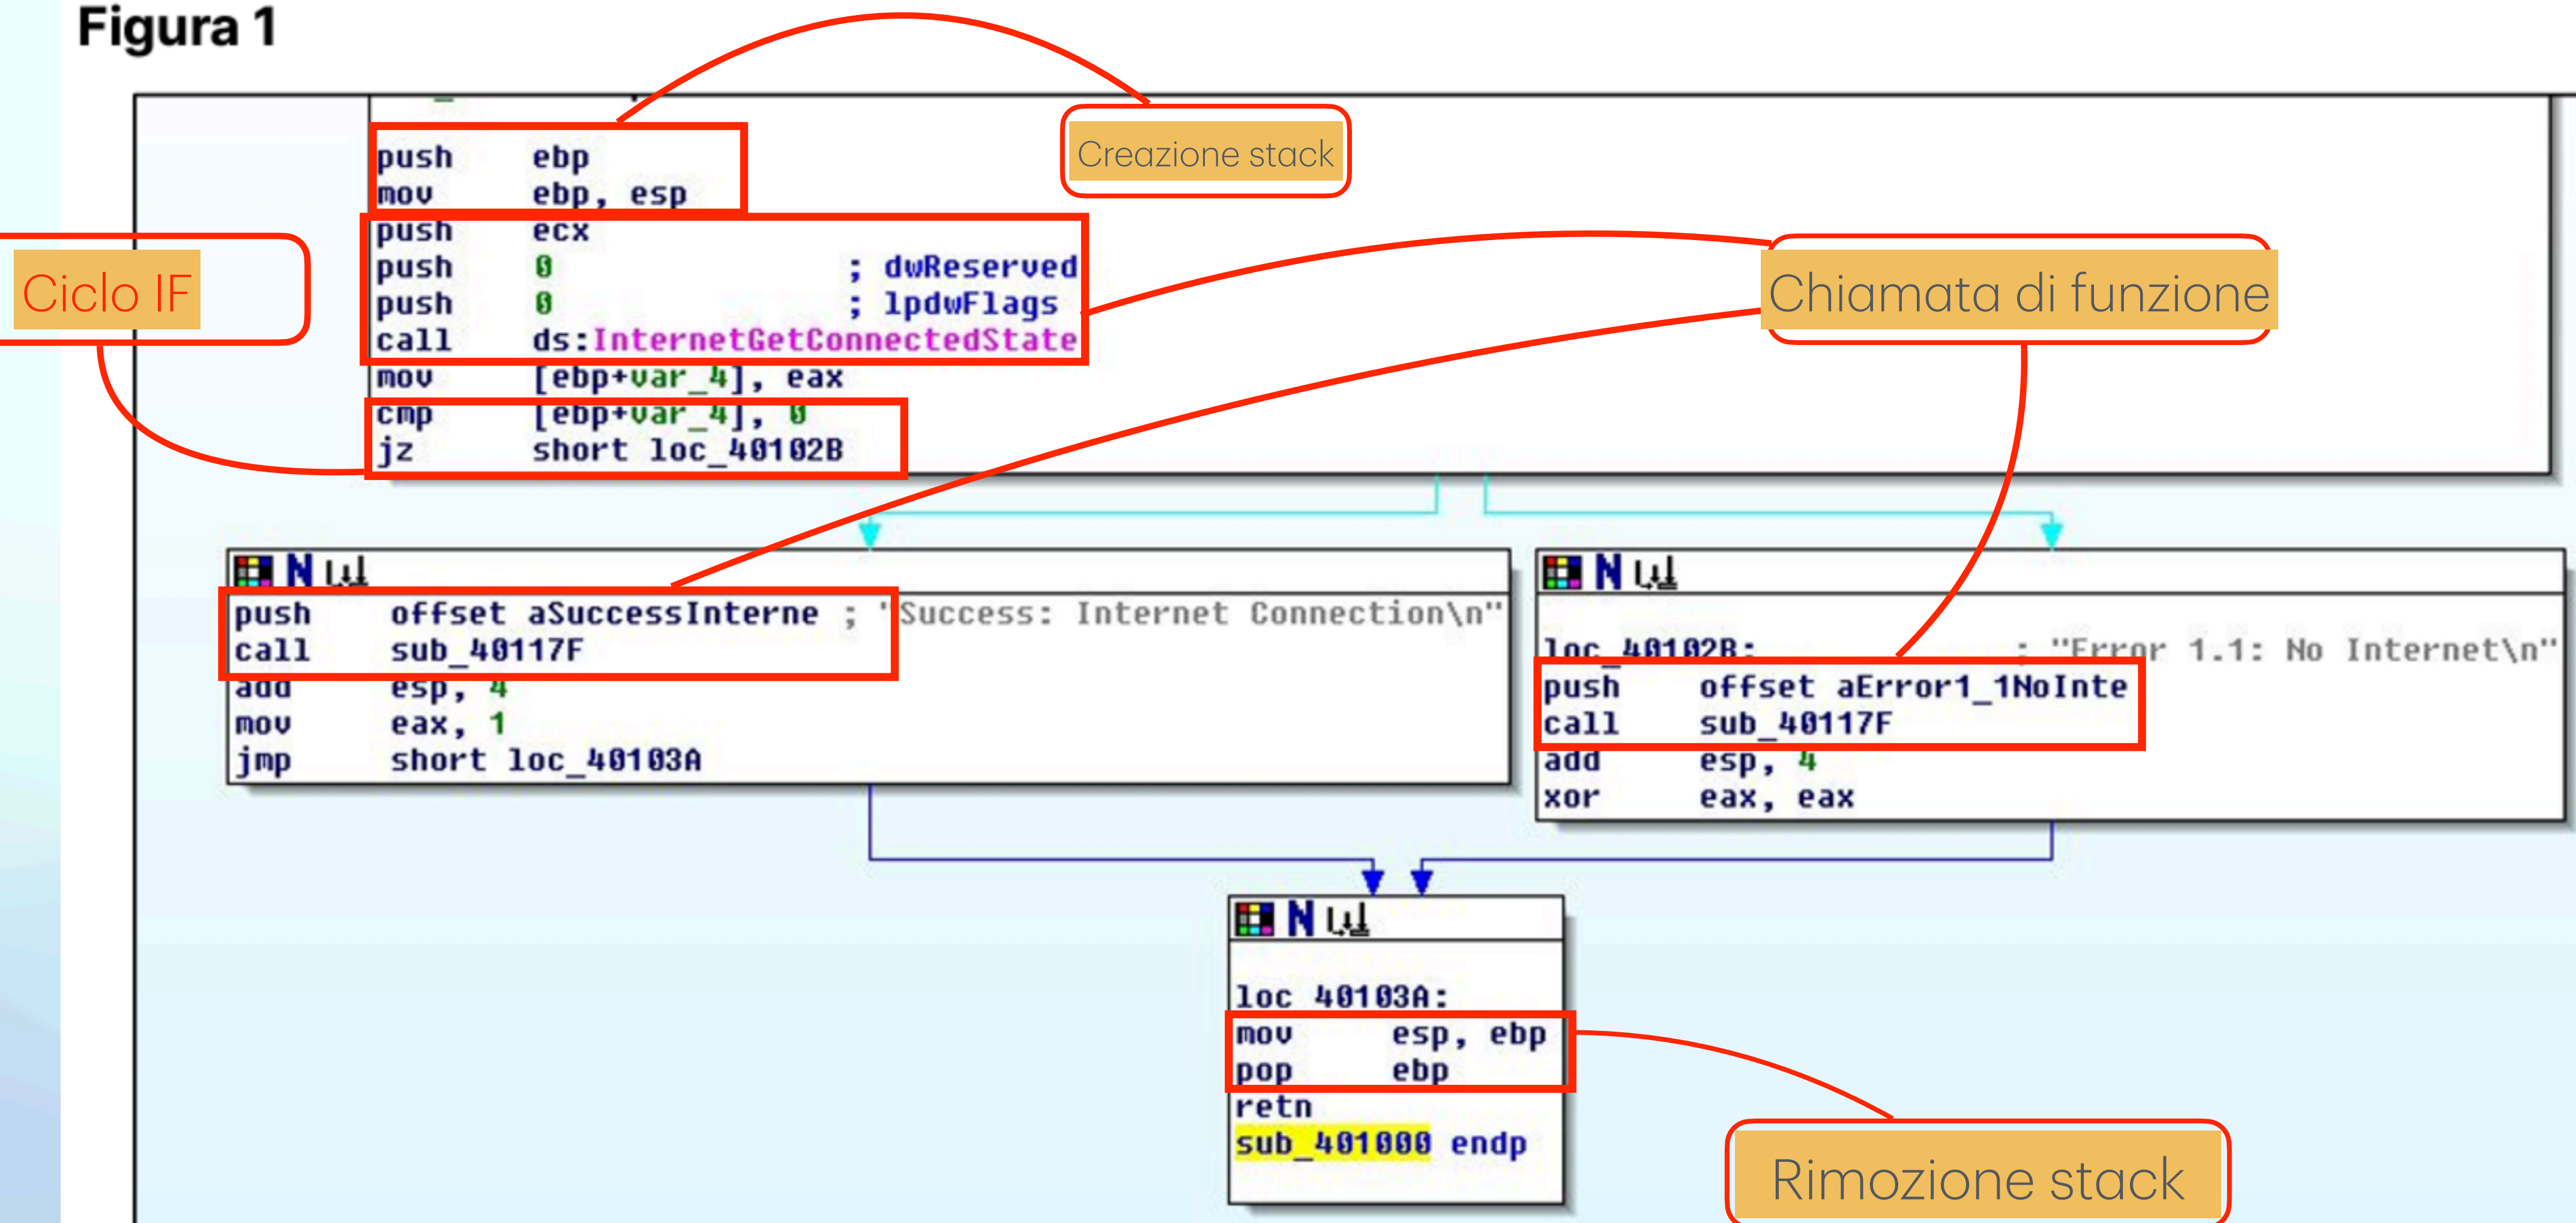 Figura 1
Creazione stack
push ebp
mov ebp, esp
push ecx
push 0 ; dwReserved
push 0 ; lpdwFlags
call ds:InternetGetConnectedState
mov [ebp+var_4], eax
cmp [ebp+var_4], 0
jz short loc_40102B
Ciclo IF
Chiamata di funzione
push offset aSuccessInterne ; "Success: Internet Connection\n"
call sub_40117F
add esp, 4
mov eax, 1
jmp short loc_40103A
loc_40102B: ; "Error 1.1: No Internet\n"
push offset aError1_1NoInte
call sub_40117F
add esp, 4
xor eax, eax
loc_40103A:
mov esp, ebp
pop ebp
retn
sub_401000 endp
Rimozione stack